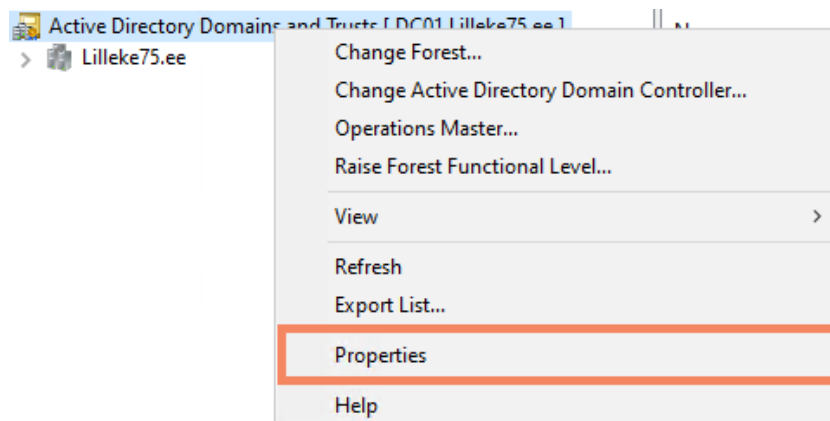 Active Directory Domains and Trusts [ DC01.Lilleke75.ee ]
Lilleke75.ee
Change Forest...
Change Active Directory Domain Controller...
Operations Master...
Raise Forest Functional Level...
View
Refresh
Export List...
Properties
Help